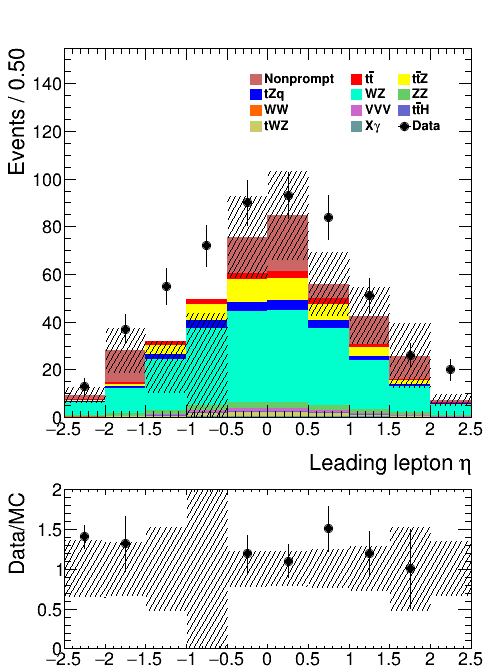 Events / 0.50
160
140
120
100
80
60
40
20
0
Nonprompt tt̄ tt̄Z
tZq WZ ZZ
WW VVV tt̄H
tWZ Xγ Data
−2.5 −2 −1.5 −1 −0.5 0 0.5 1 1.5 2 2.5
Leading lepton η
Data/MC
2
1.5
1
0.5
0
−2.5 −2 −1.5 −1 −0.5 0 0.5 1 1.5 2 2.5